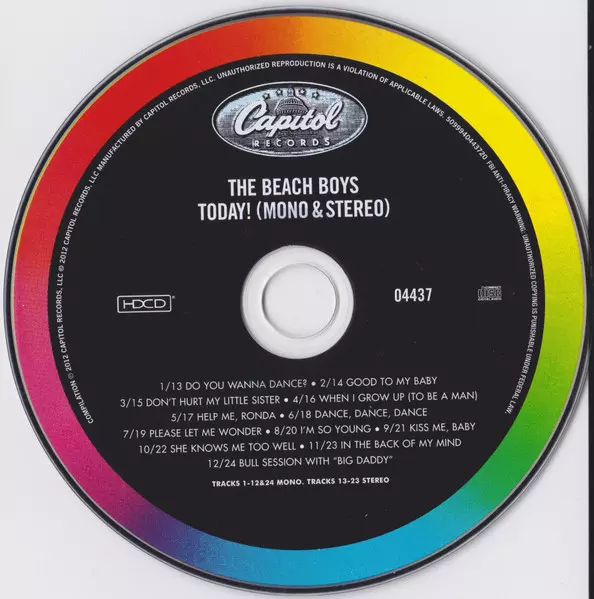 COMPILATION ℗ 2012 CAPITOL RECORDS, LLC © 2012 CAPITOL RECORDS, LLC. MANUFACTURED BY CAPITOL RECORDS, LLC. UNAUTHORIZED REPRODUCTION IS A VIOLATION OF APPLICABLE LAWS. 5099940443720 FBI ANTI-PIRACY WARNING: UNAUTHORIZED COPYING IS PUNISHABLE UNDER FEDERAL LAW.
Capitol
RECORDS
THE BEACH BOYS
TODAY! (MONO & STEREO)
HDCD
04437
1/13 DO YOU WANNA DANCE? • 2/14 GOOD TO MY BABY
3/15 DON'T HURT MY LITTLE SISTER • 4/16 WHEN I GROW UP (TO BE A MAN)
5/17 HELP ME, RONDA • 6/18 DANCE, DANCE, DANCE
7/19 PLEASE LET ME WONDER • 8/20 I'M SO YOUNG • 9/21 KISS ME, BABY
10/22 SHE KNOWS ME TOO WELL • 11/23 IN THE BACK OF MY MIND
12/24 BULL SESSION WITH "BIG DADDY"
TRACKS 1-12&24 MONO. TRACKS 13-23 STEREO